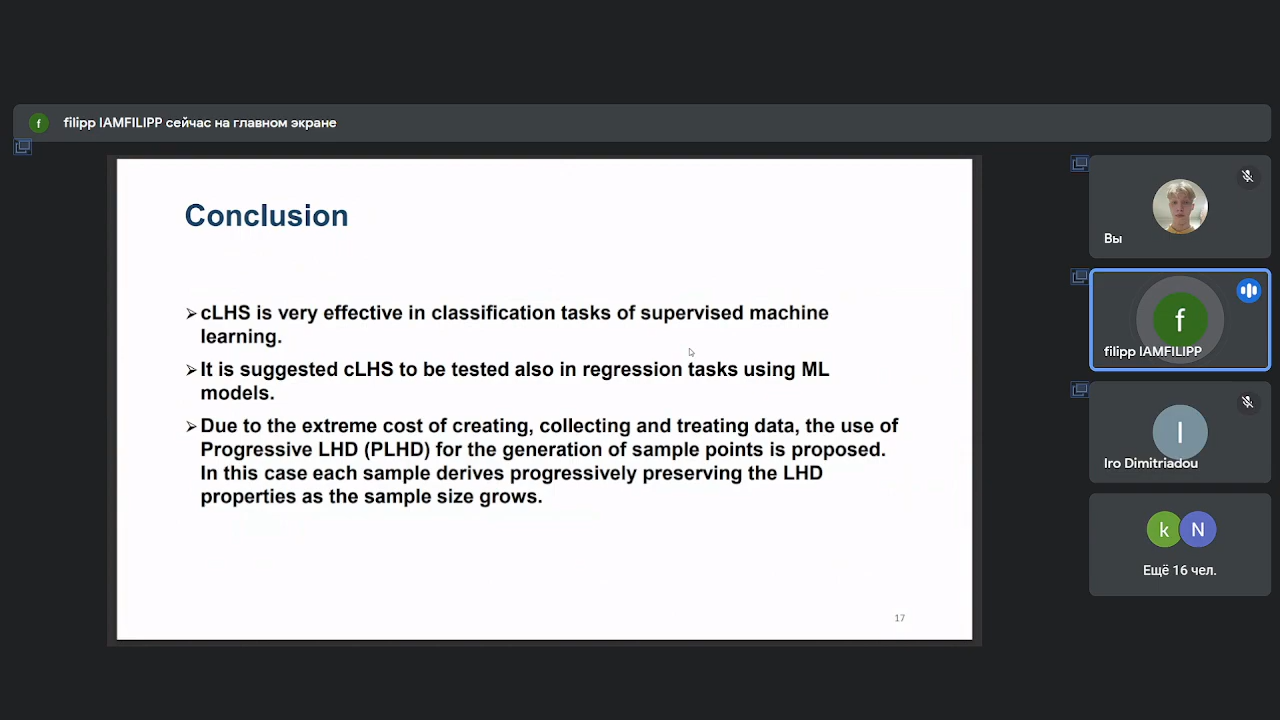 f
filipp IAMFILIPP сейчас на главном экране
Conclusion
➢cLHS is very effective in classification tasks of supervised machine
learning.
➢It is suggested cLHS to be tested also in regression tasks using ML
models.
➢Due to the extreme cost of creating, collecting and treating data, the use of
Progressive LHD (PLHD) for the generation of sample points is proposed.
In this case each sample derives progressively preserving the LHD
properties as the sample size grows.
17
Вы
f
filipp IAMFILIPP
I
Iro Dimitriadou
k N
Ещё 16 чел.